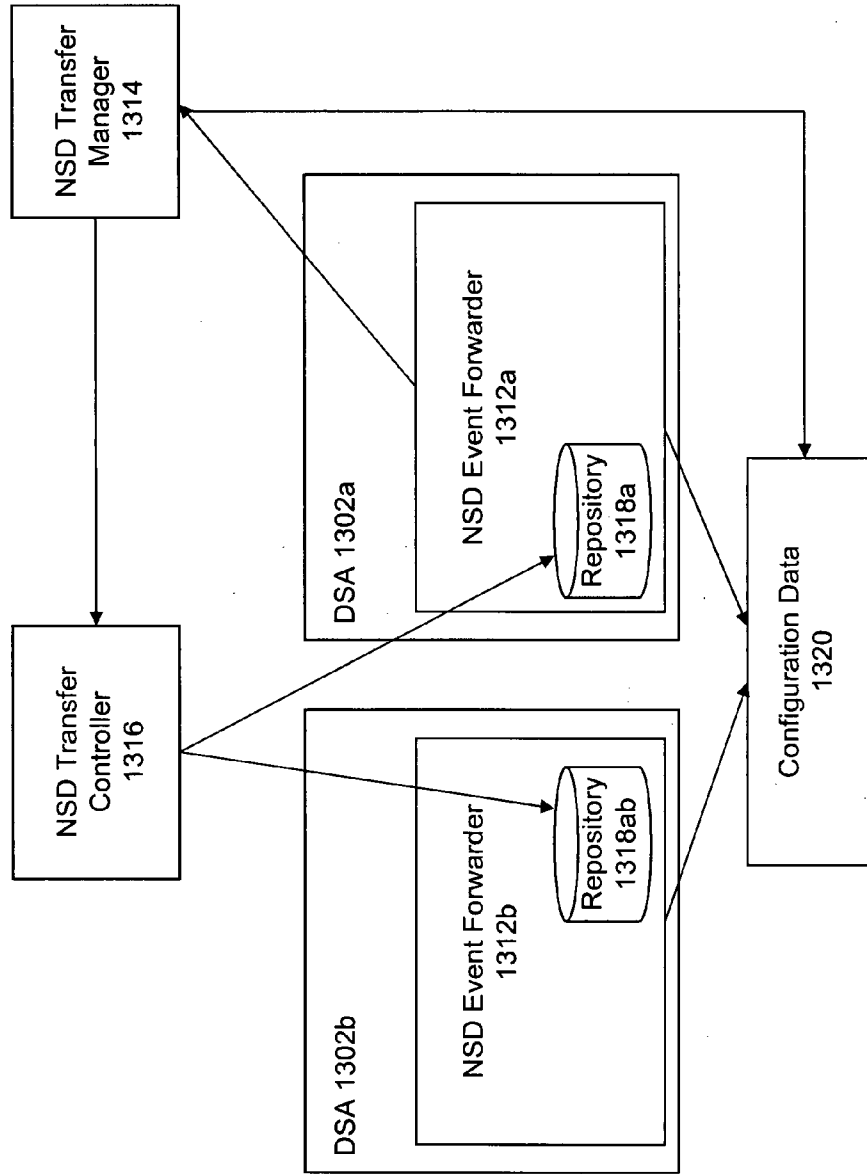 NSD Transfer
Manager
1314
NSD Transfer
Controller
1316
DSA 1302a
NSD Event Forwarder
1312a
Repository
1318a
DSA 1302b
NSD Event Forwarder
1312b
Repository
1318ab
Configuration Data
1320